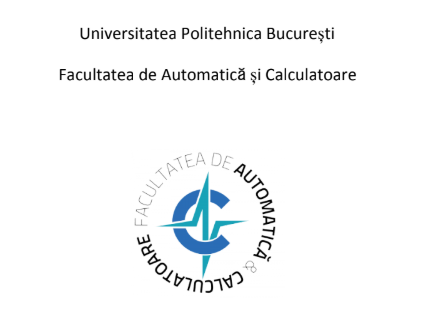 Universitatea Politehnica București
Facultatea de Automatică și Calculatoare
FACULTATEA DE AUTOMATICĂ & CALCULATOARE